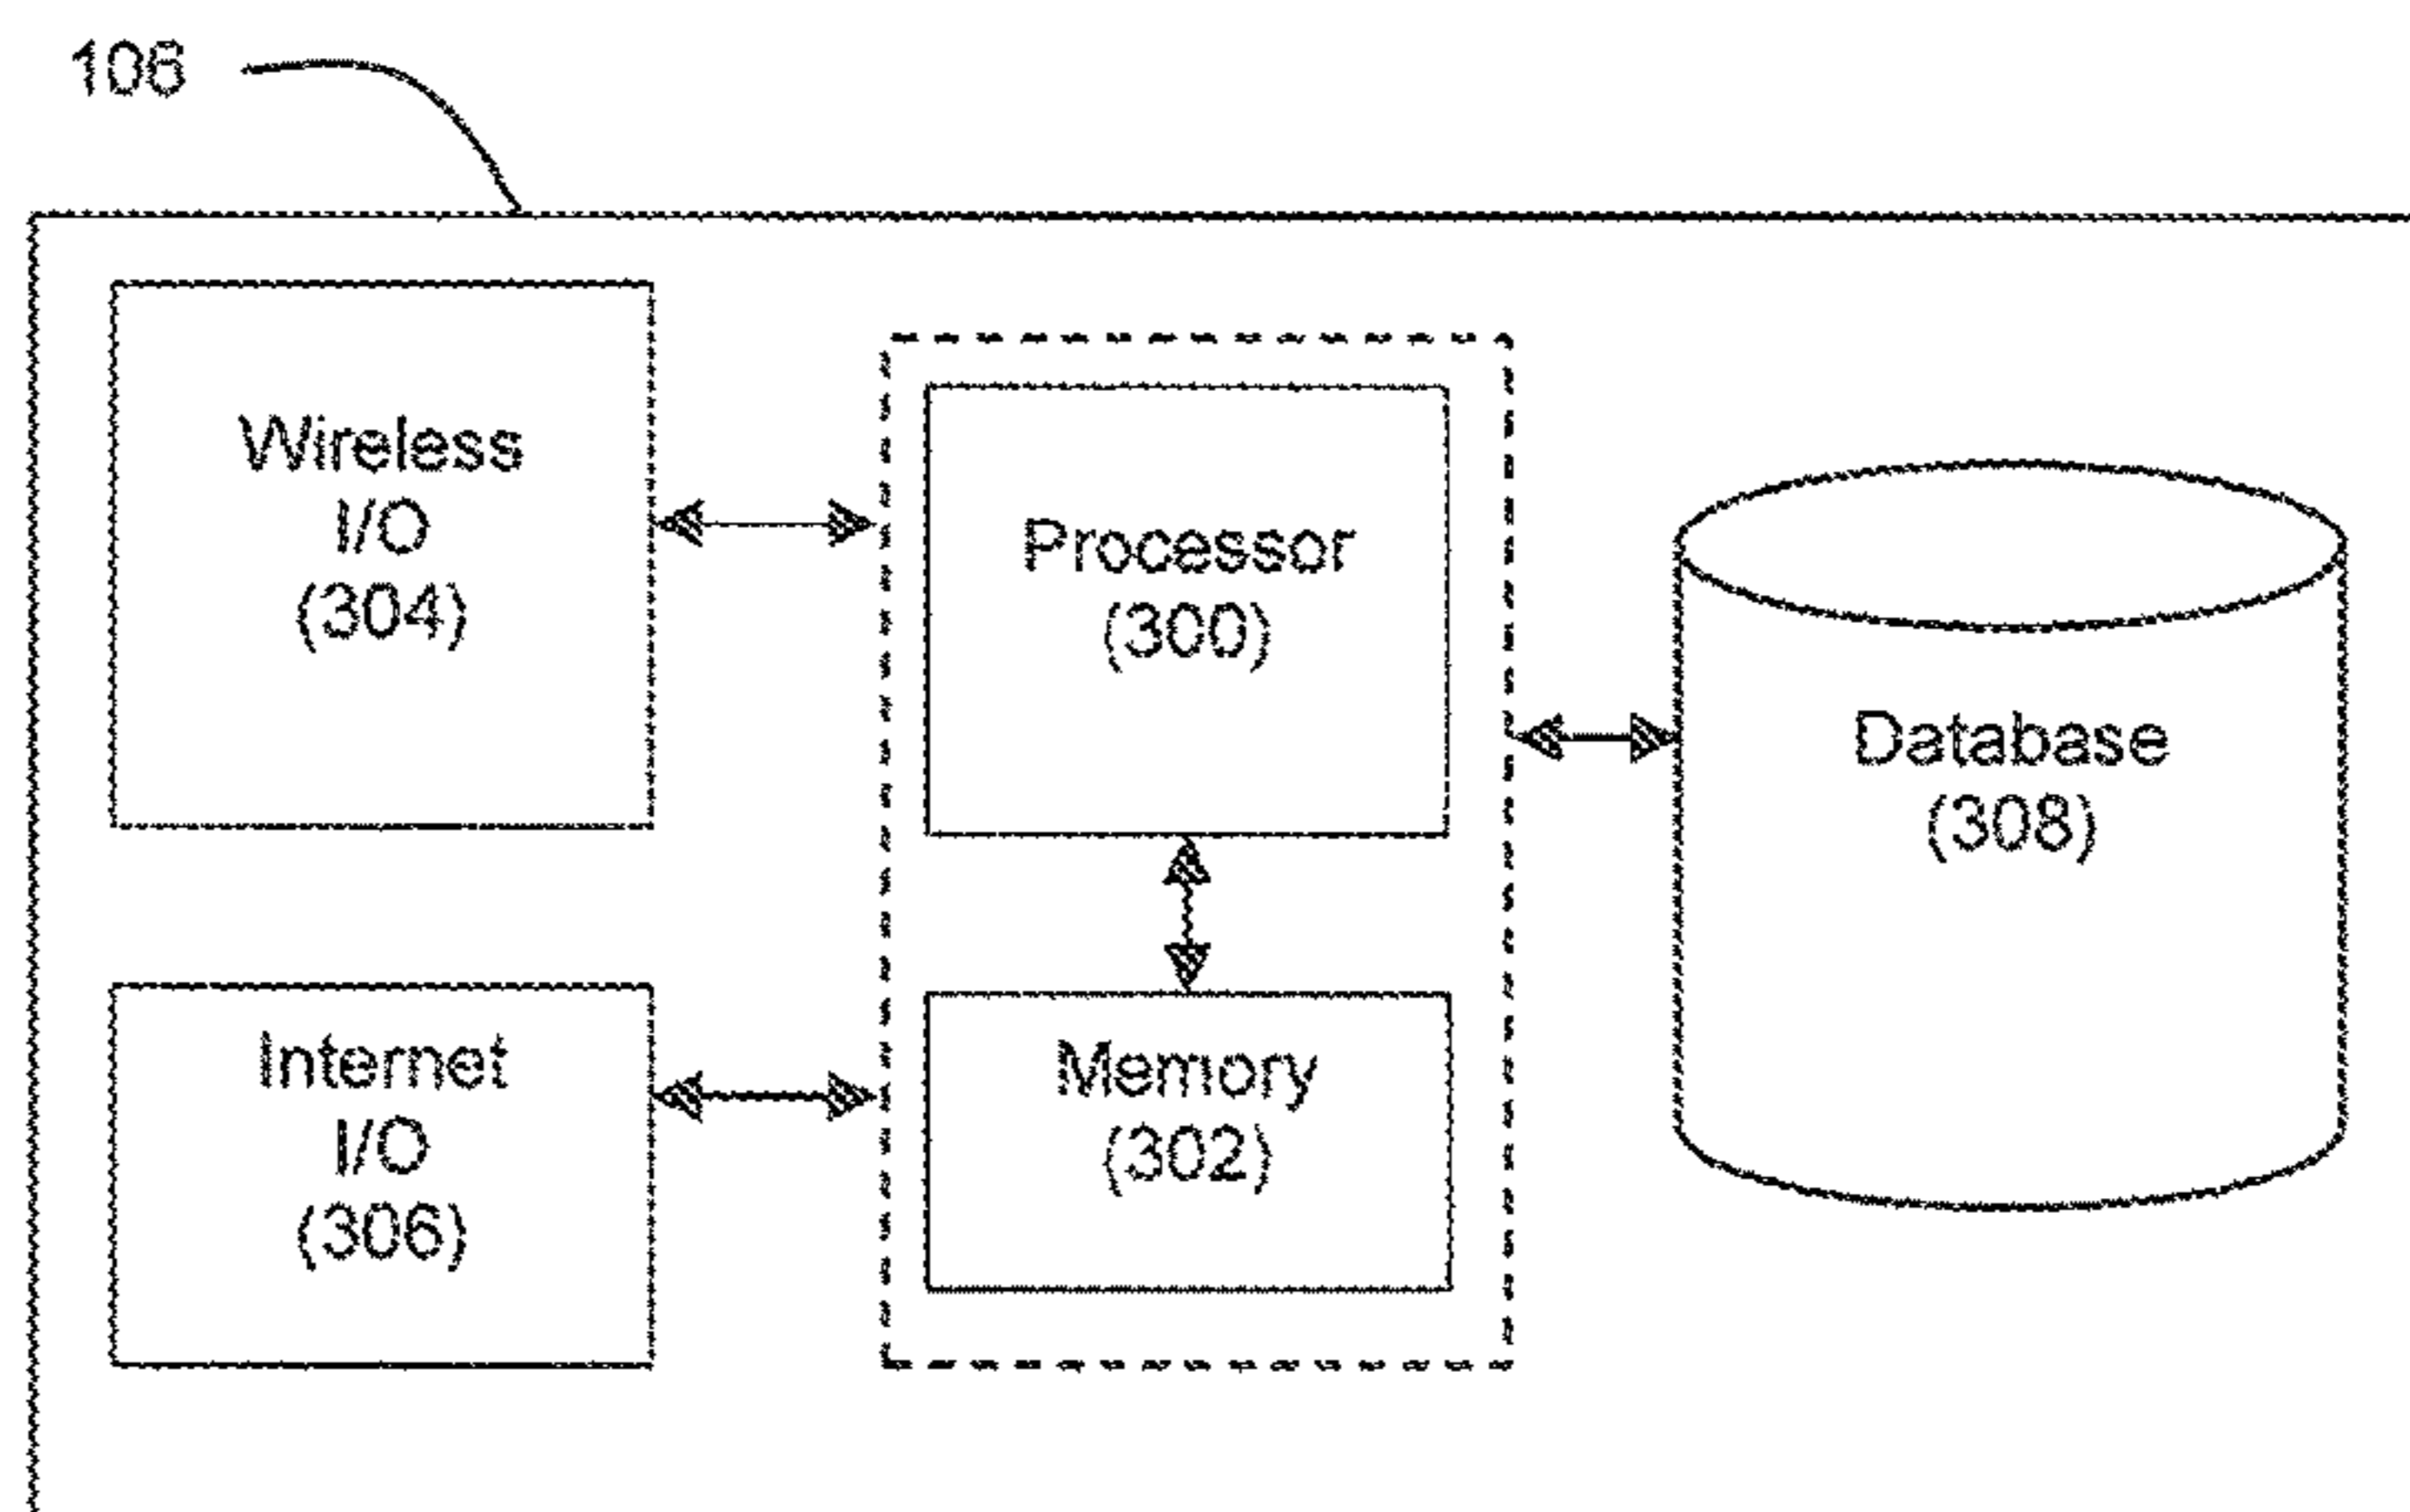 106
Wireless
I/O
(304)
Processor
(300)
Database
(308)
Internet
I/O
(306)
Memory
(302)